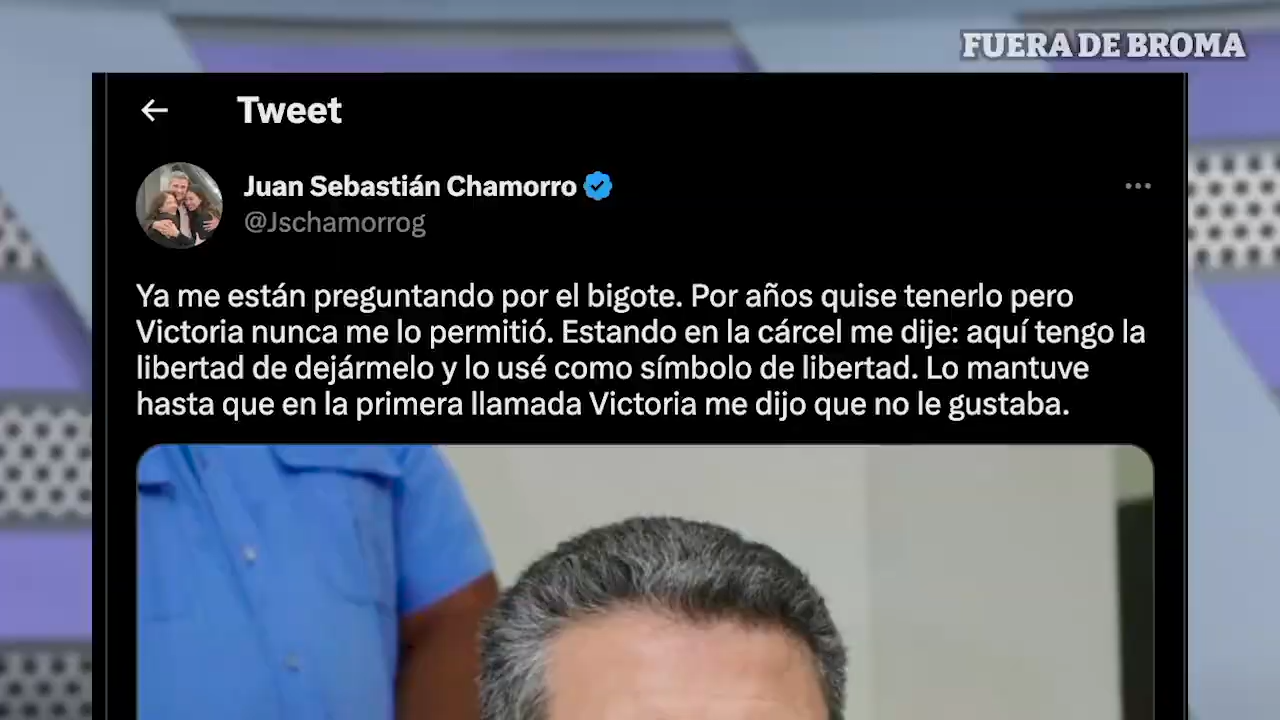 FUERA DE BROMA
Tweet
Juan Sebastián Chamorro
@Jschamorrog
Ya me están preguntando por el bigote. Por años quise tenerlo pero
Victoria nunca me lo permitió. Estando en la cárcel me dije: aquí tengo la
libertad de dejármelo y lo usé como símbolo de libertad. Lo mantuve
hasta que en la primera llamada Victoria me dijo que no le gustaba.